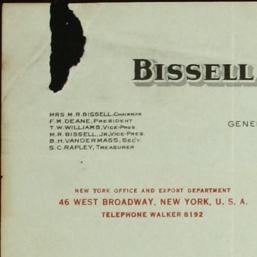 BISSELL
MRS. M.R. BISSELL, CHAIRMAN
F.M. DEANE, PRESIDENT
T.W. WILLIAMS, VICE-PRES.
M.R. BISSELL, JR., VICE-PRES.
B.H. VANDERMASS, SEC'Y.
S.C. RAPLEY, TREASURER
GENE
NEW YORK OFFICE AND EXPORT DEPARTMENT
46 WEST BROADWAY, NEW YORK, U. S. A.
TELEPHONE WALKER 6192